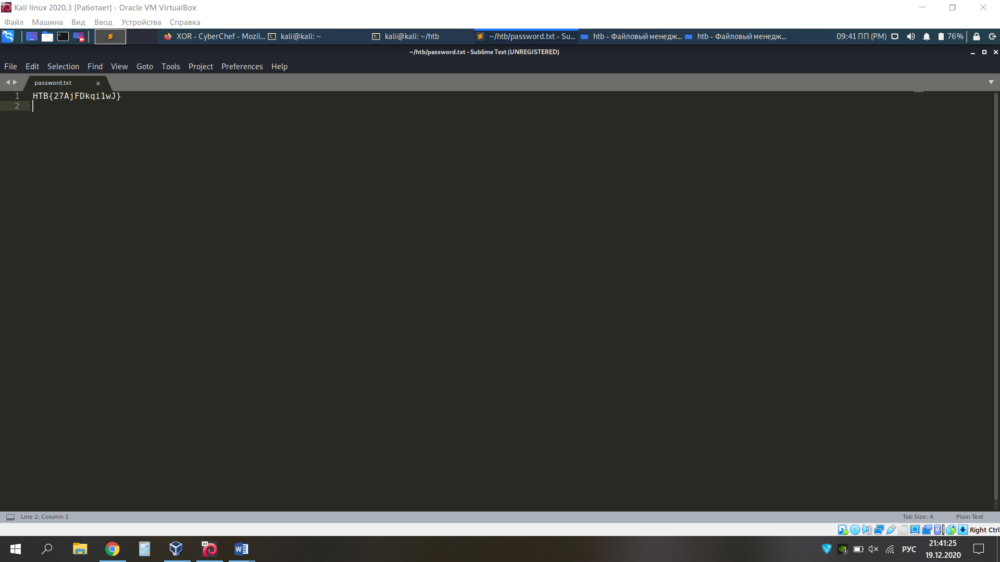 Kali linux 2020.3 [Работает] - Oracle VM VirtualBox
Файл Машина Вид Ввод Устройства Справка
XOR - CyberChef - Mozil... kali@kali: ~ kali@kali: ~/htb ~/htb/password.txt - Su... htb - Файловый менедж... htb - Файловый менедж... 09:41 ПП (PM) 76%
~/htb/password.txt - Sublime Text (UNREGISTERED)
File Edit Selection Find View Goto Tools Project Preferences Help
password.txt
1 HTB{27AjFDkqi1wJ}
2
Line 2, Column 1 Tab Size: 4 Plain Text
Right Ctrl
РУС 21:41:25
19.12.2020